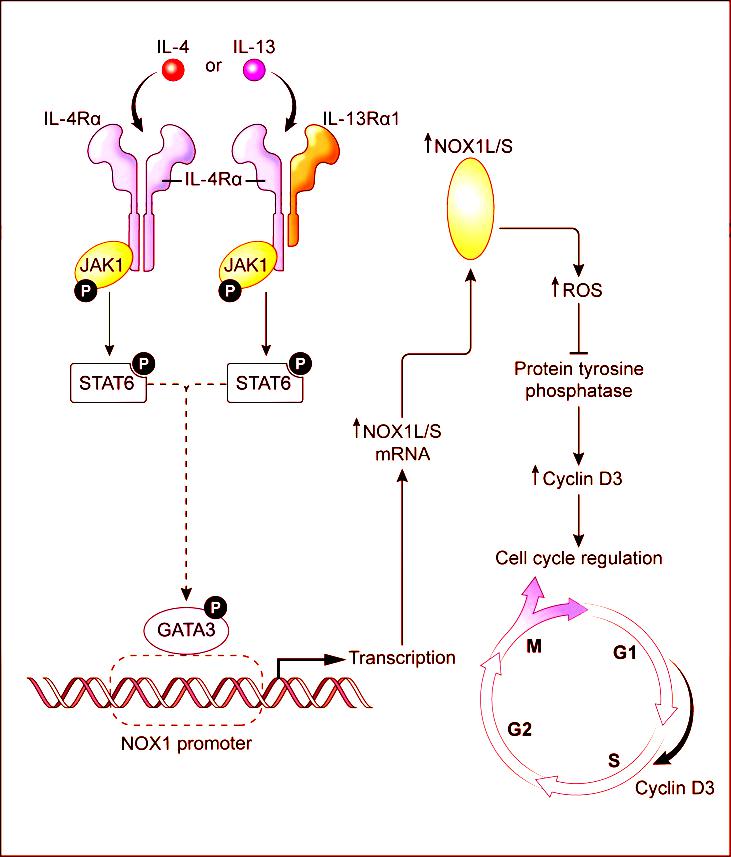 IL-4
or
IL-13
IL-4Rα
IL-13Rα1
IL-4Rα
JAK1
P
JAK1
P
STAT6
P
STAT6
P
GATA3
P
NOX1 promoter
Transcription
↑NOX1L/S
mRNA
↑NOX1L/S
↑ROS
Protein tyrosine
phosphatase
↑Cyclin D3
Cell cycle regulation
M
G1
G2
S
Cyclin D3